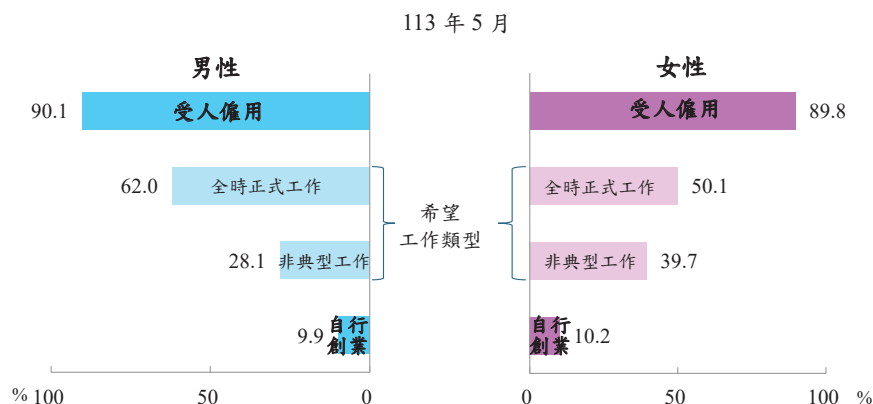 113 年 5 月
男性
女性
90.1
受人僱用
受人僱用
89.8
62.0
全時正式工作
全時正式工作
50.1
希望
工作類型
28.1
非典型工作
非典型工作
39.7
9.9
自行
創業
自行
創業
10.2
% 100
50
0
0
50
100 %